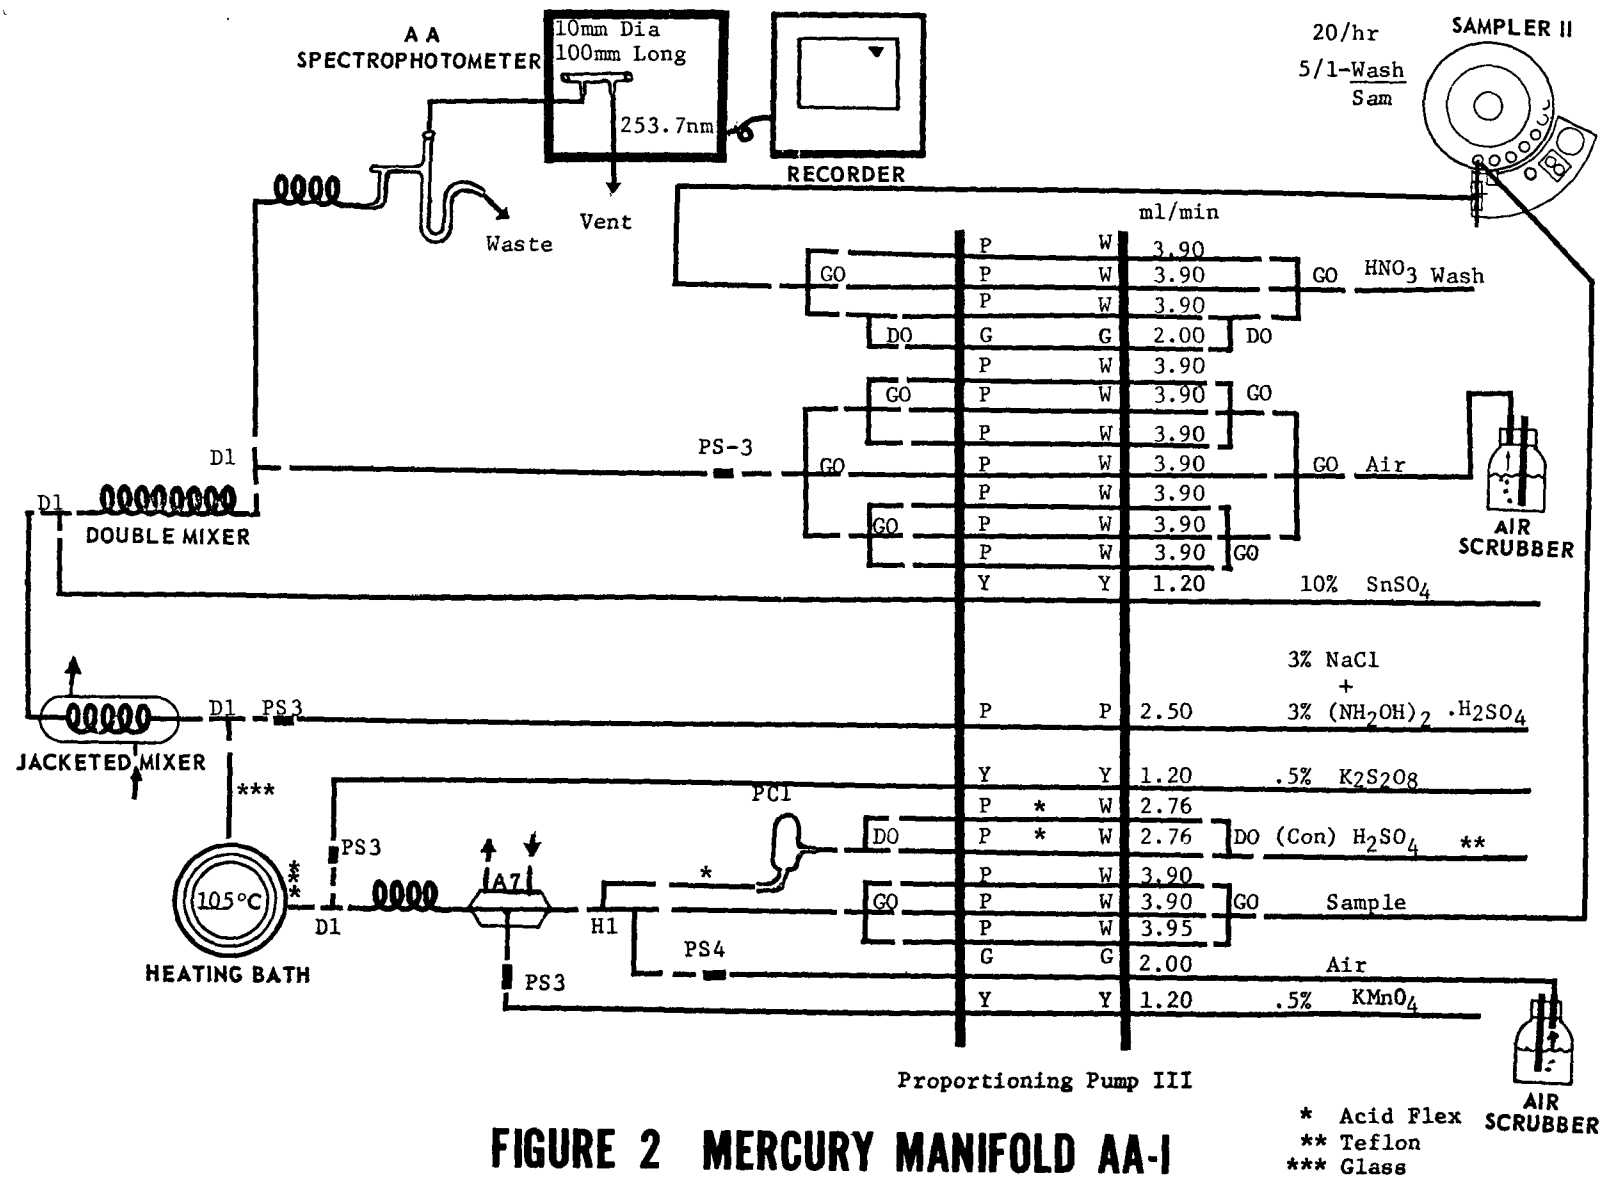 A A
SPECTROPHOTOMETER
10mm Dia
100mm Long
253.7nm
RECORDER
Vent
Waste
20/hr
5/1-Wash
Sam
SAMPLER II
ml/min
P W 3.90
GO P W 3.90 GO HNO3 Wash
P W 3.90
DO G G 2.00 DO
P W 3.90
GO P W 3.90 GO
P W 3.90
D1 PS-3 GO P W 3.90 GO Air
P W 3.90
GO P W 3.90
P W 3.90 GO
D1
DOUBLE MIXER
AIR
SCRUBBER
Y Y 1.20 10% SnSO4
3% NaCl
+
D1 PS3 P P 2.50 3% (NH2OH)2 .H2SO4
JACKETED MIXER
***
Y Y 1.20 .5% K2S2O8
PC1 P * W 2.76
PS3 DO P * W 2.76 DO (Con) H2SO4 **
*** A7 * P W 3.90
105°C GO P W 3.90 GO Sample
D1 H1 P W 3.95
PS4 G G 2.00 Air
HEATING BATH
PS3 Y Y 1.20 .5% KMnO4
Proportioning Pump III
AIR
SCRUBBER
* Acid Flex
** Teflon
*** Glass
FIGURE 2 MERCURY MANIFOLD AA-I